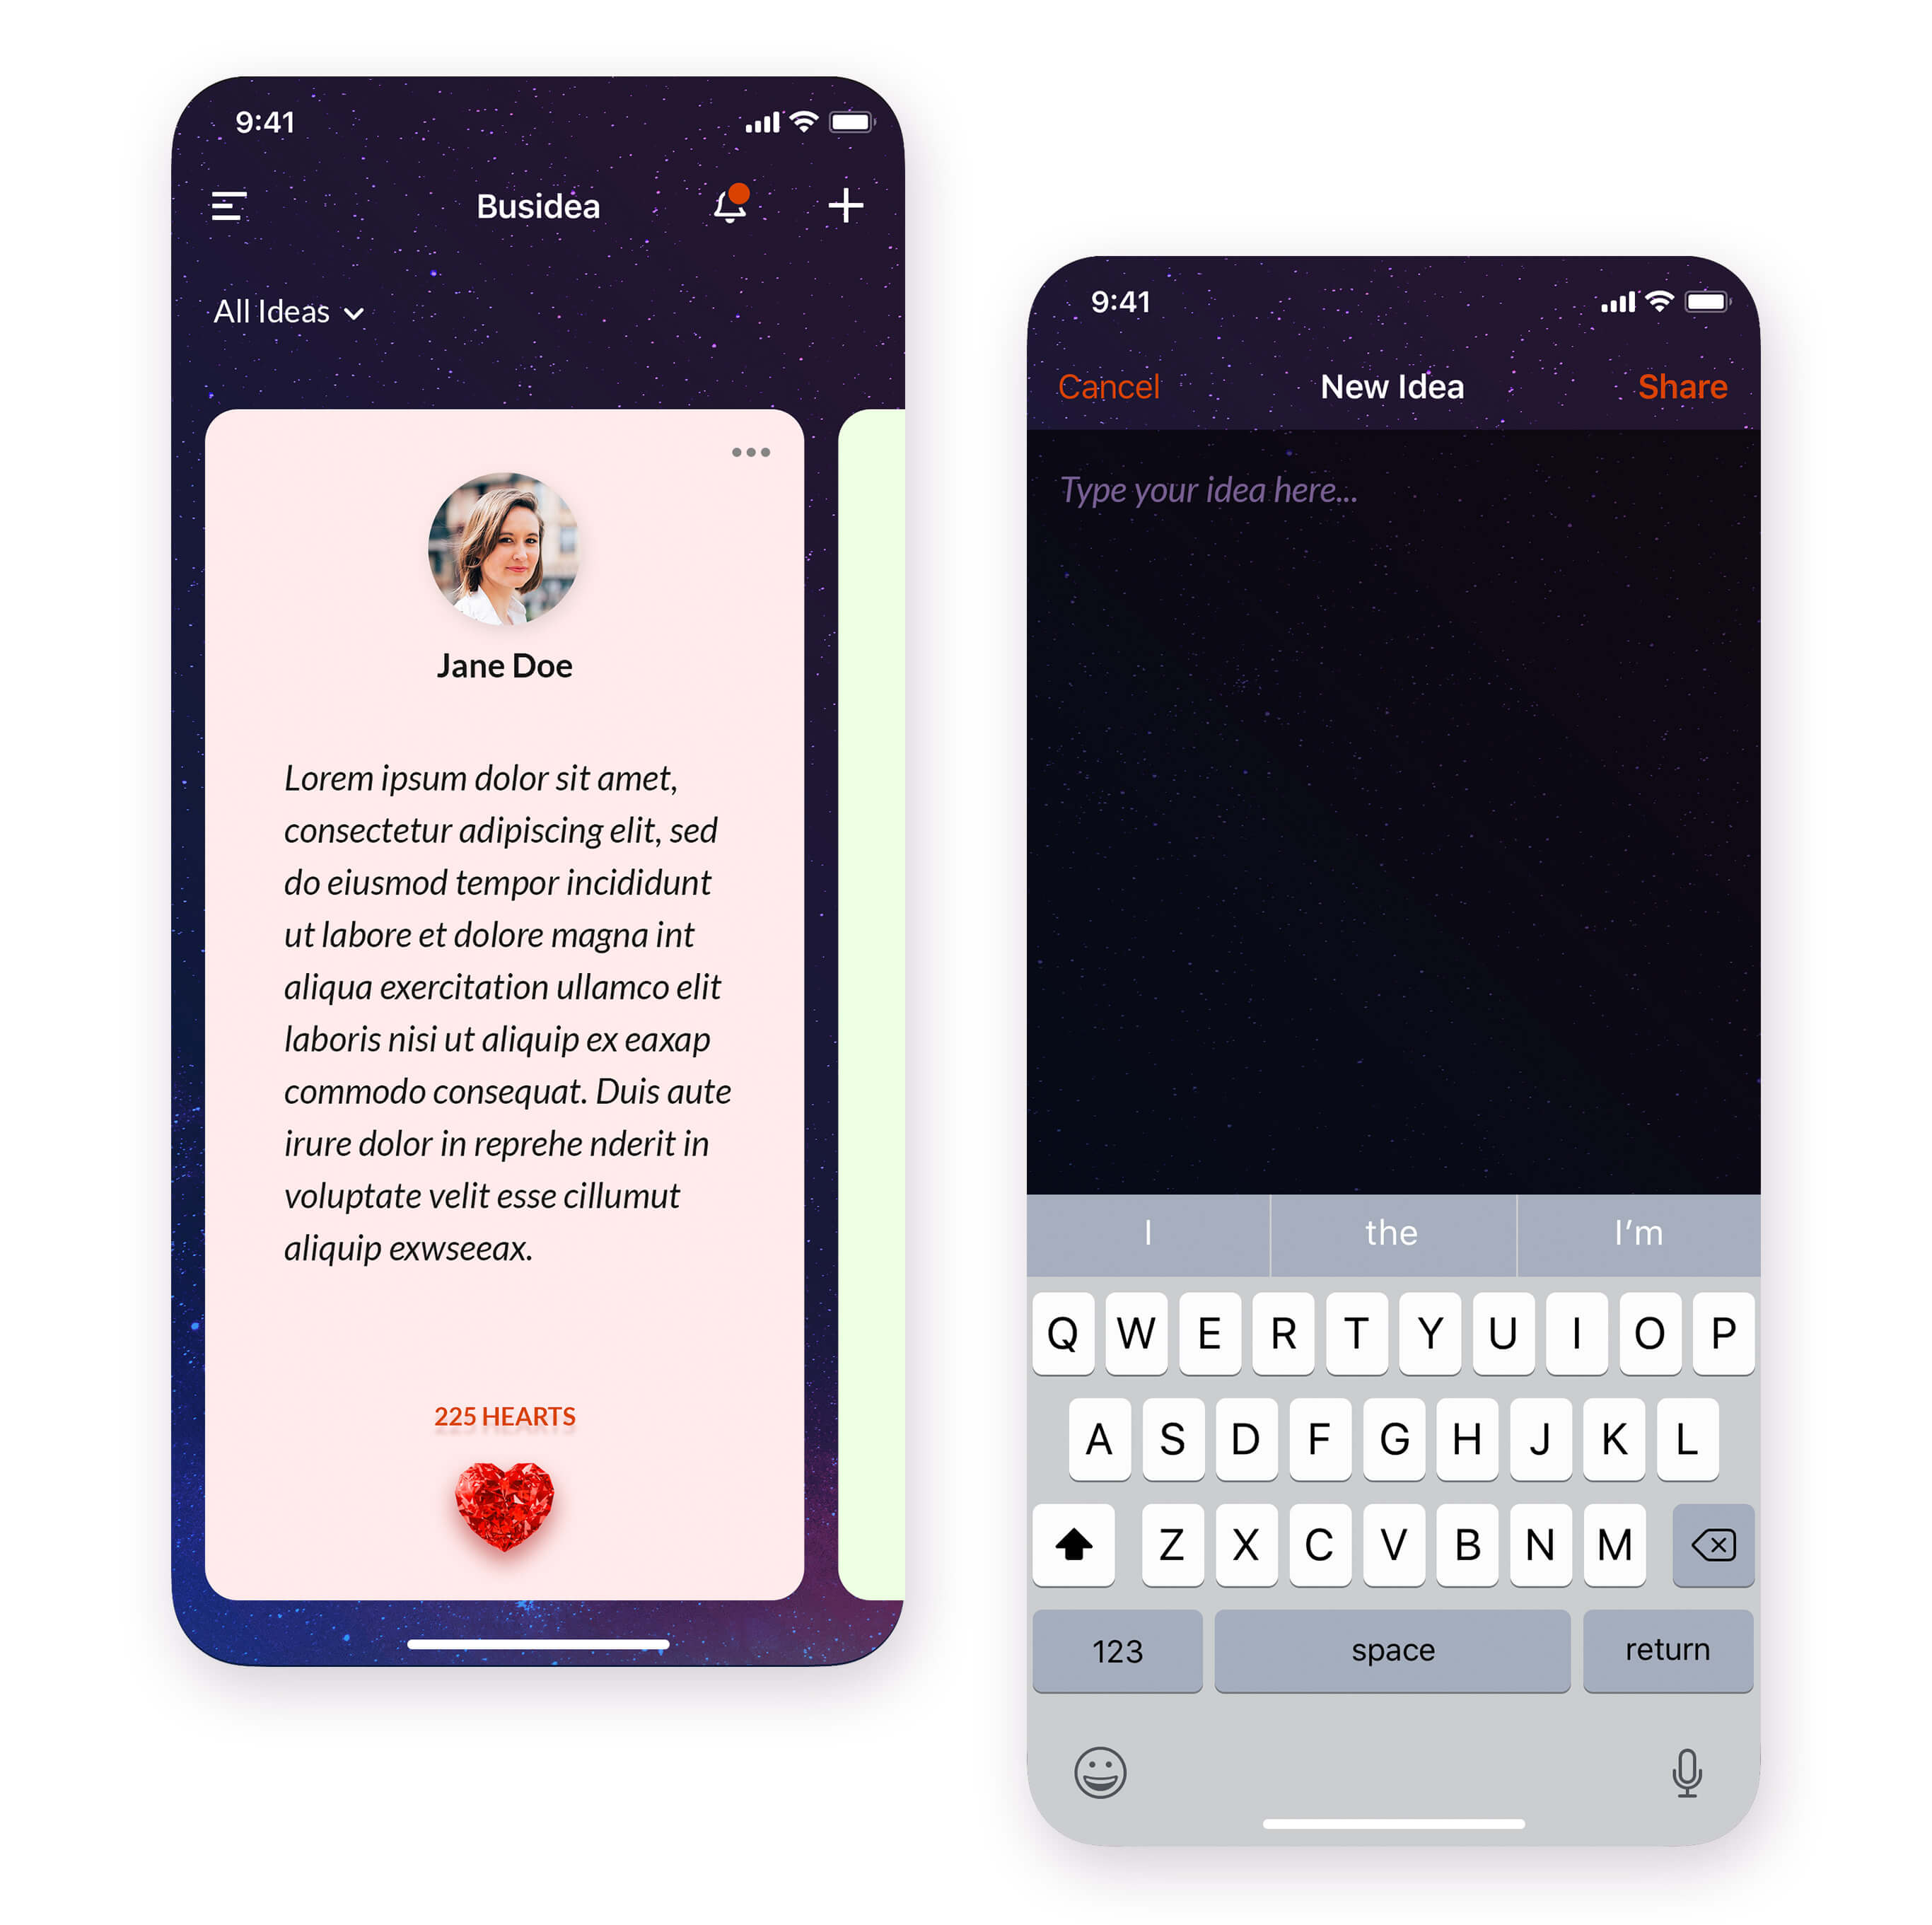 9:41
Busidea
All Ideas
Jane Doe
Lorem ipsum dolor sit amet,
consectetur adipiscing elit, sed
do eiusmod tempor incididunt
ut labore et dolore magna int
aliqua exercitation ullamco elit
laboris nisi ut aliquip ex eaxap
commodo consequat. Duis aute
irure dolor in reprehe nderit in
voluptate velit esse cillumut
aliquip exwseeax.
225 HEARTS
9:41
Cancel New Idea Share
Type your idea here...
I the I’m
Q W E R T Y U I O P
A S D F G H J K L
Z X C V B N M
123 space return